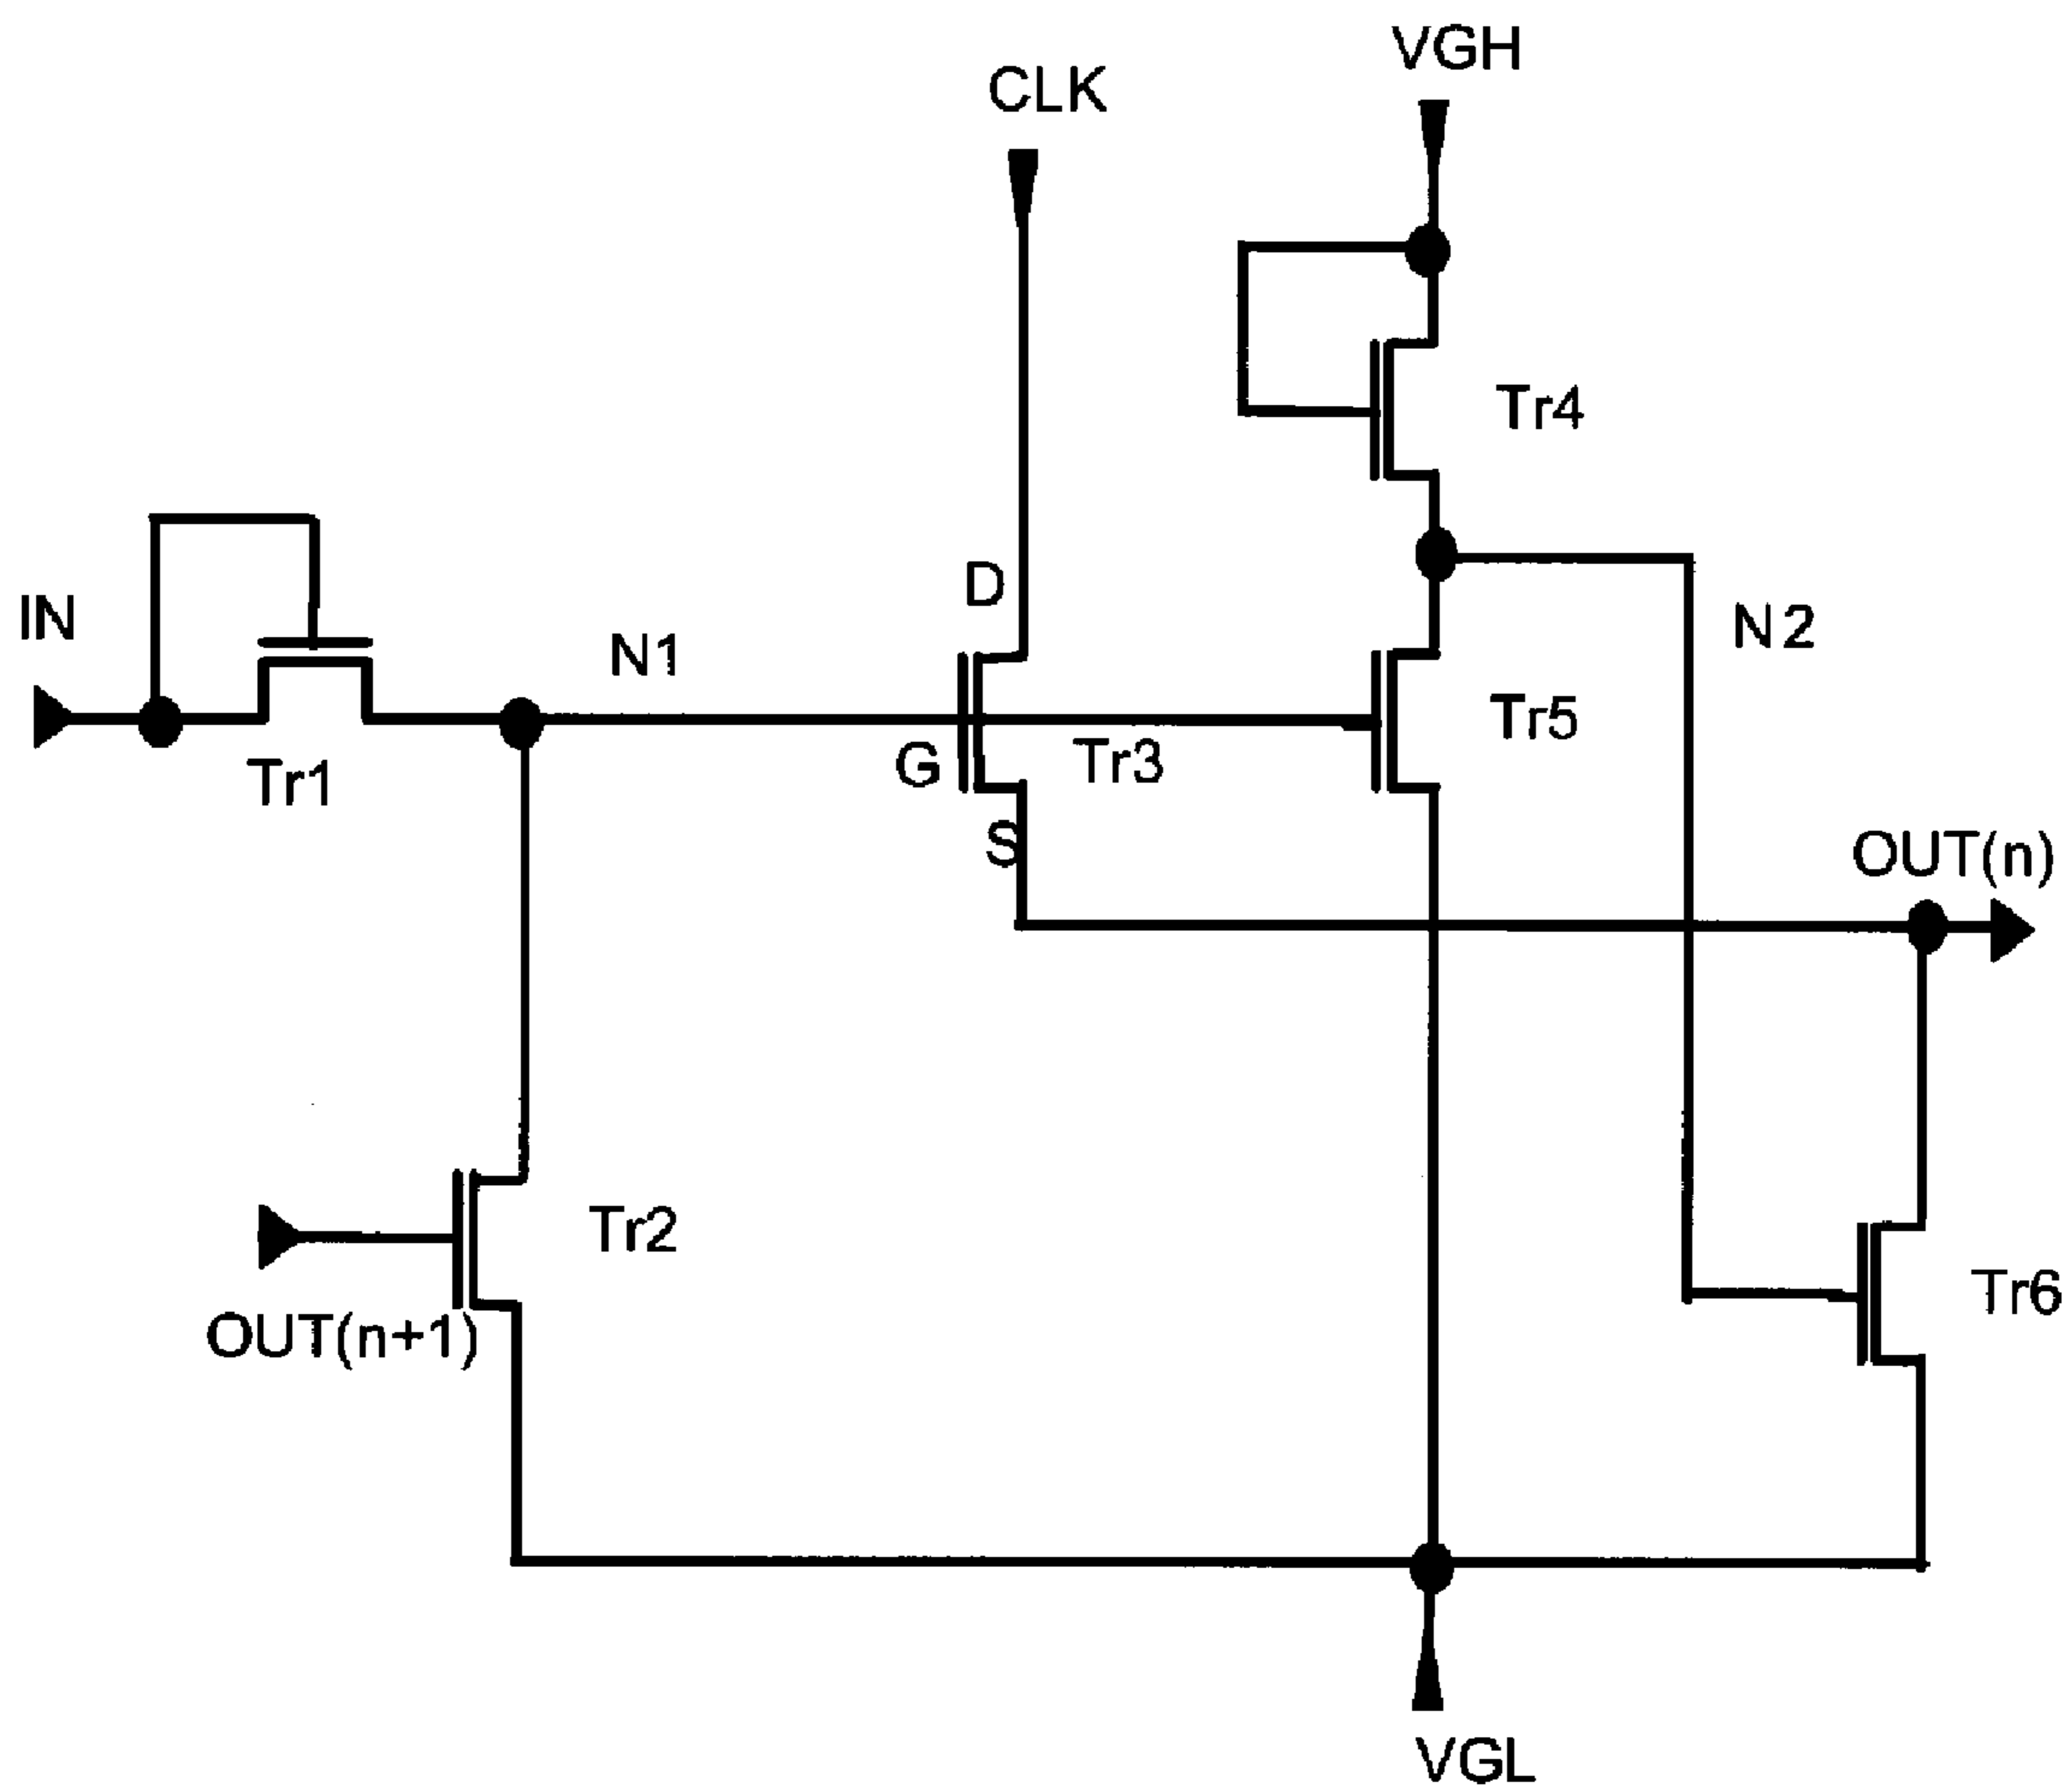 VGH
CLK
Tr4
D
IN
N1
N2
Tr5
Tr3
G
Tr1
S
OUT(n)
Tr2
Tr6
OUT(n+1)
VGL